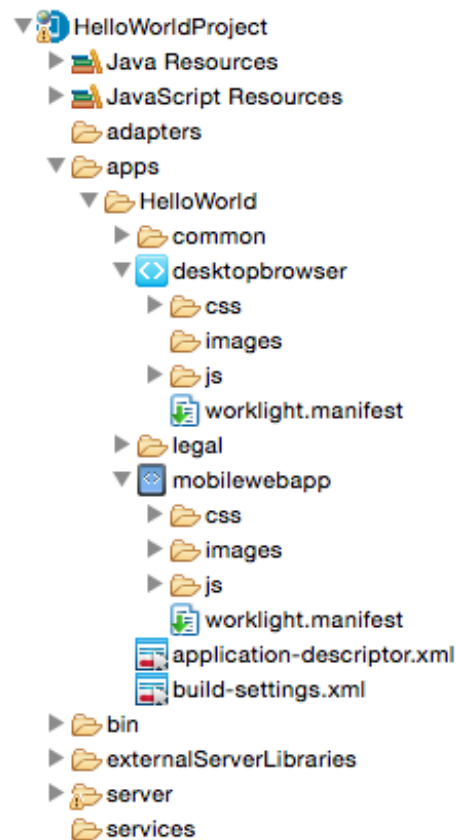 HelloWorldProject
Java Resources
JavaScript Resources
adapters
apps
HelloWorld
common
desktopbrowser
css
images
js
worklight.manifest
legal
mobilewebapp
css
images
js
worklight.manifest
application-descriptor.xml
build-settings.xml
bin
externalServerLibraries
server
services